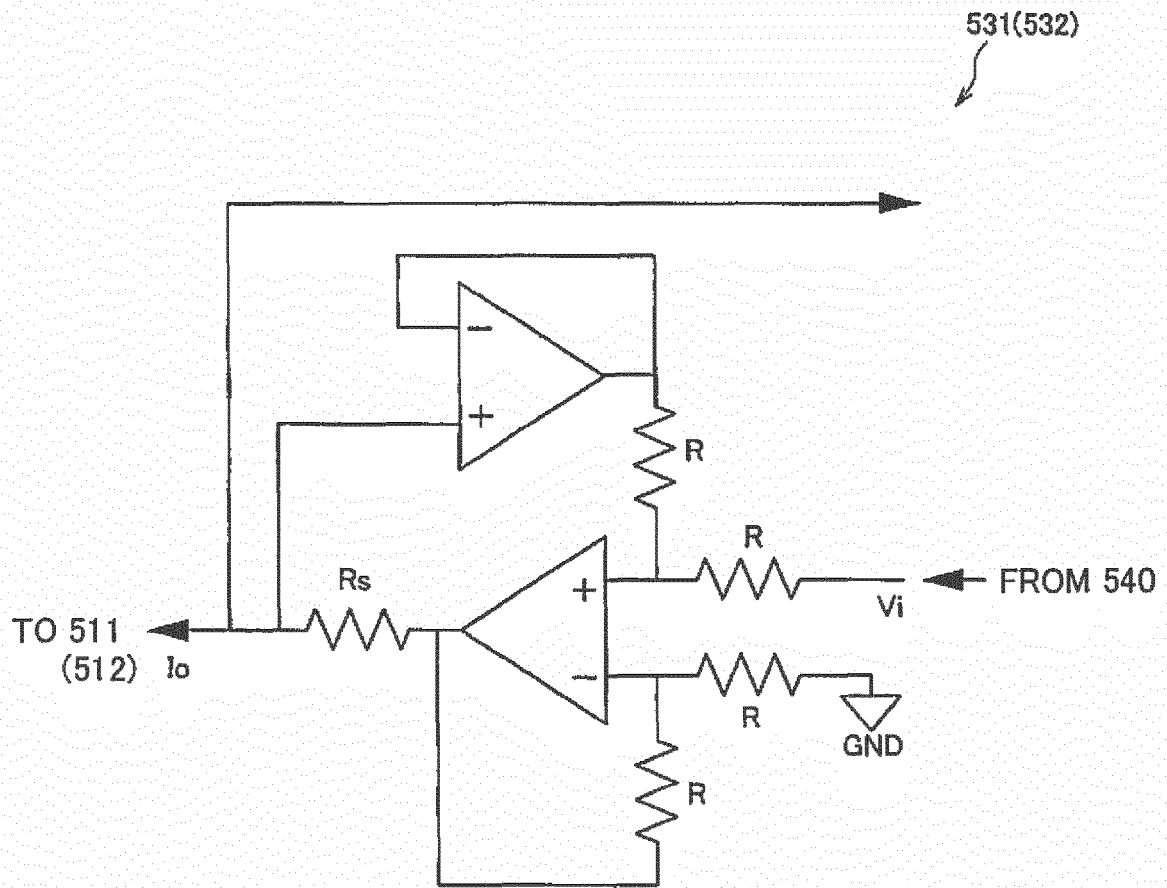 531(532)
−
+
R
R
Rs
+
FROM 540
Vi
TO 511
(512) Io
−
R
GND
R